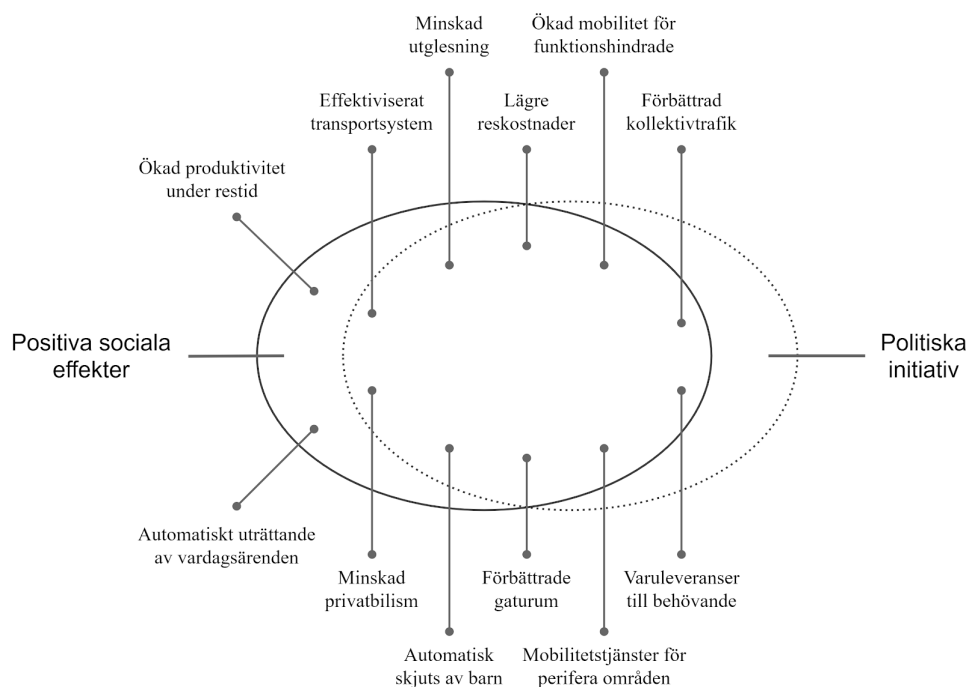 Minskad
utglesning
Ökad mobilitet för
funktionshindrade
Effektiviserat
transportsystem
Lägre
reskostnader
Förbättrad
kollektivtrafik
Ökad produktivitet
under restid
Positiva sociala
effekter
Politiska
initiativ
Automatiskt uträttande
av vardagsärenden
Minskad
privatbilism
Förbättrade
gaturum
Varuleveranser
till behövande
Automatisk
skjuts av barn
Mobilitetstjänster för
perifera områden